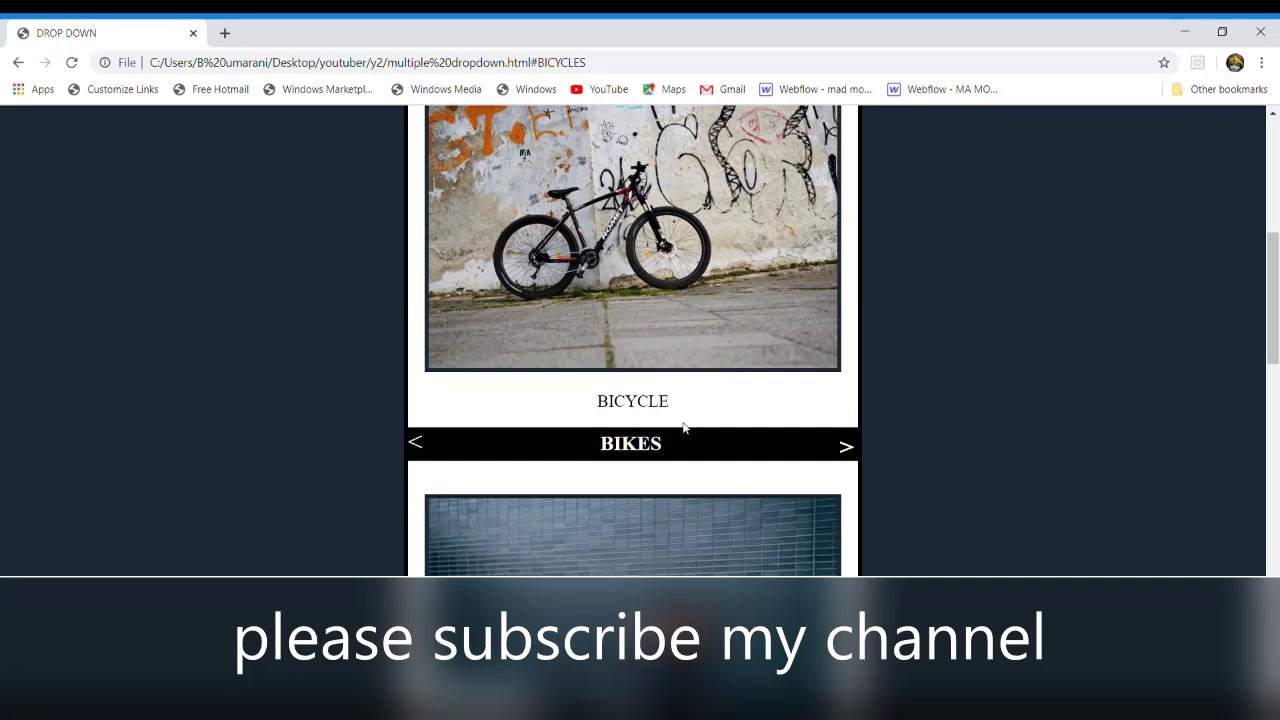 DROP DOWN
File | C:/Users/B%20umarani/Desktop/youtuber/y2/multiple%20dropdown.html#BICYCLES
Apps Customize Links Free Hotmail Windows Marketpl... Windows Media Windows YouTube Maps Gmail Webflow - mad mo... Webflow - MA MO... Other bookmarks
BICYCLE
< BIKES >
please subscribe my channel